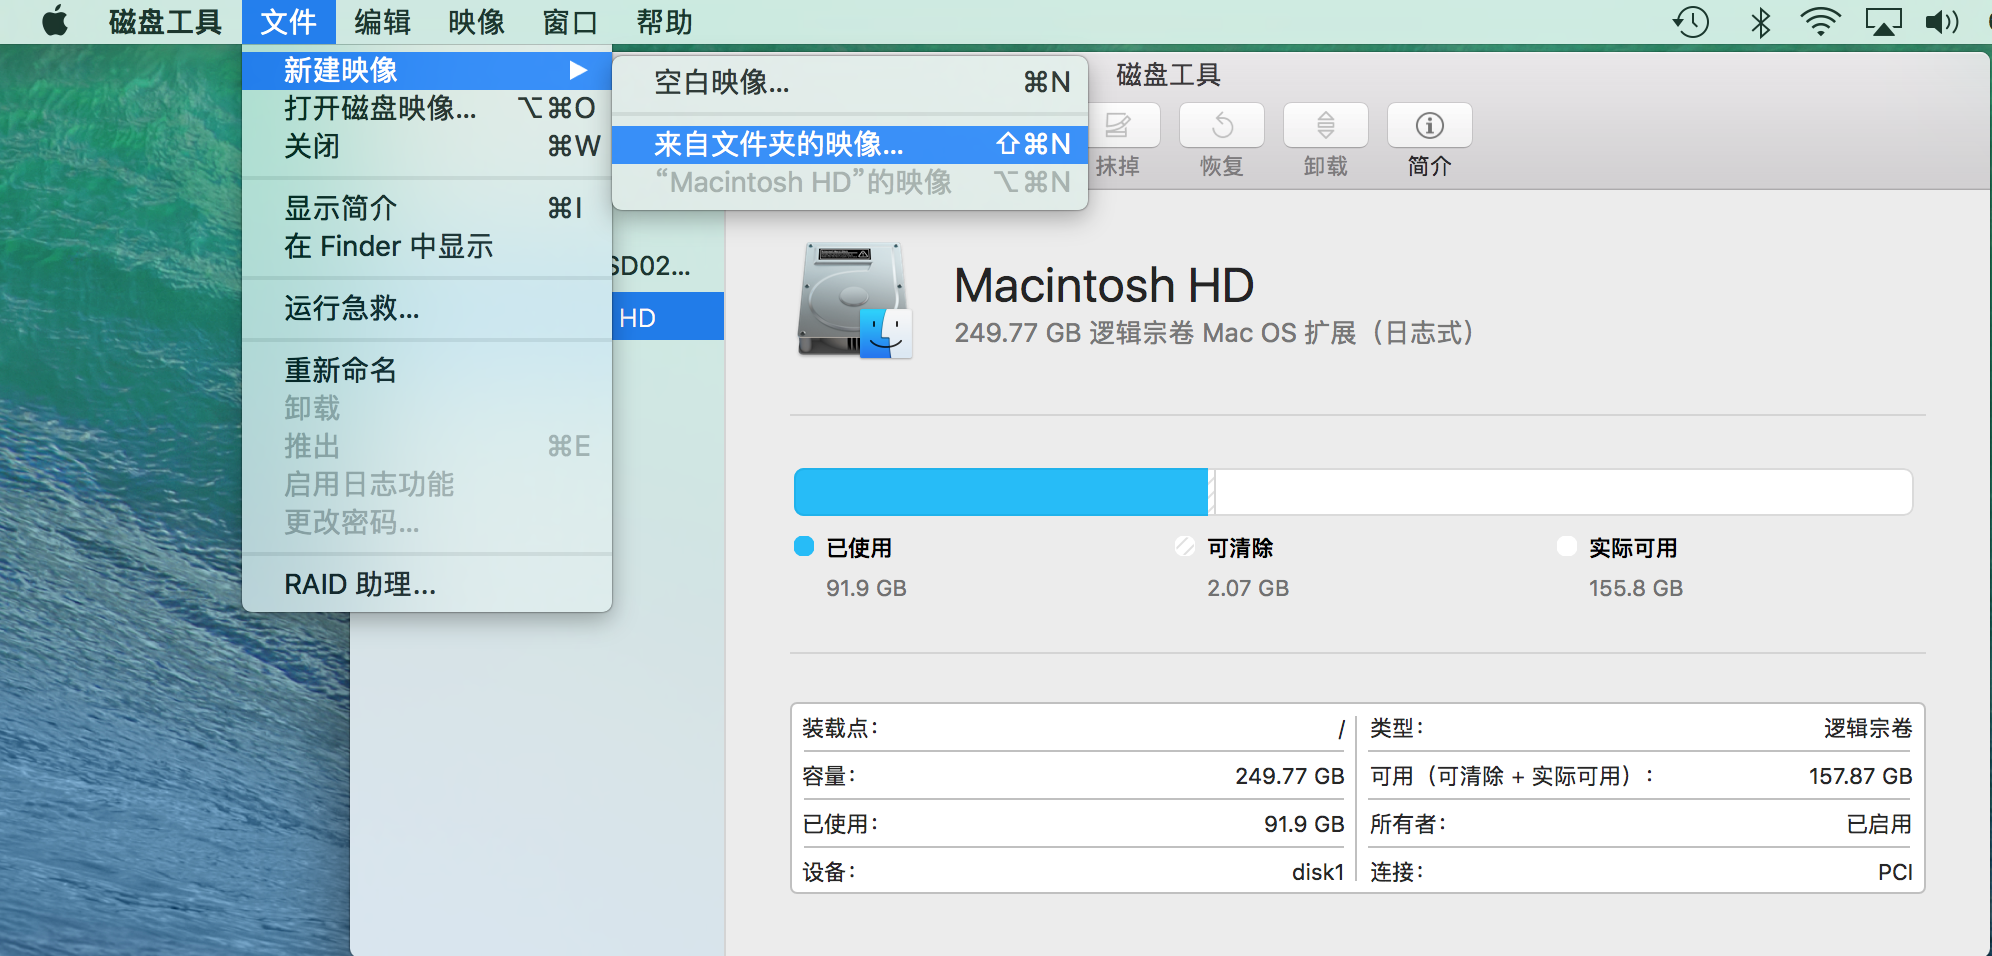 磁盘工具 文件 编辑 映像 窗口 帮助
新建映像 ▶
打开磁盘映像... ⌥⌘O
关闭 ⌘W
显示简介 ⌘I
在 Finder 中显示
运行急救...
重新命名
卸载
推出 ⌘E
启用日志功能
更改密码...
RAID 助理...
空白映像... ⌘N
来自文件夹的映像... ⇧⌘N
“Macintosh HD”的映像 ⌥⌘N
磁盘工具
抹掉 恢复 卸载 简介
SD02...
HD
Macintosh HD
249.77 GB 逻辑宗卷 Mac OS 扩展（日志式）
已使用 可清除 实际可用
91.9 GB 2.07 GB 155.8 GB
装载点： / 类型： 逻辑宗卷
容量： 249.77 GB 可用（可清除 + 实际可用）： 157.87 GB
已使用： 91.9 GB 所有者： 已启用
设备： disk1 连接： PCI